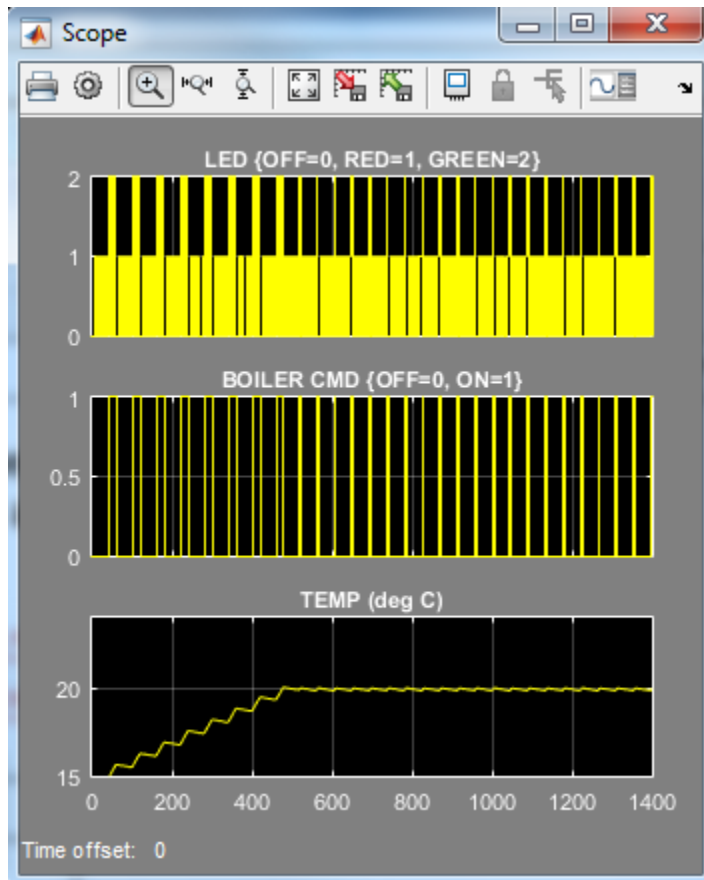 Scope
LED {OFF=0, RED=1, GREEN=2}
2
1
0
BOILER CMD {OFF=0, ON=1}
1
0.5
0
TEMP (deg C)
20
15
0 200 400 600 800 1000 1200 1400
Time offset: 0